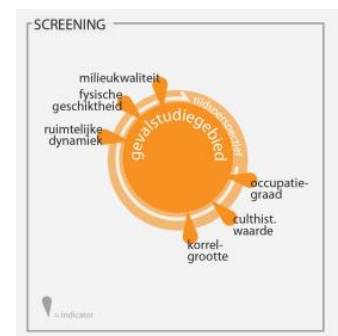 SCREENING
milieukwaliteit
fysische
geschiktheid
ruimtelijke
dynamiek
tijdsperspectief
gevalstudiegebied
occupatie-
graad
culthist.
waarde
korrel-
grootte
= indicator